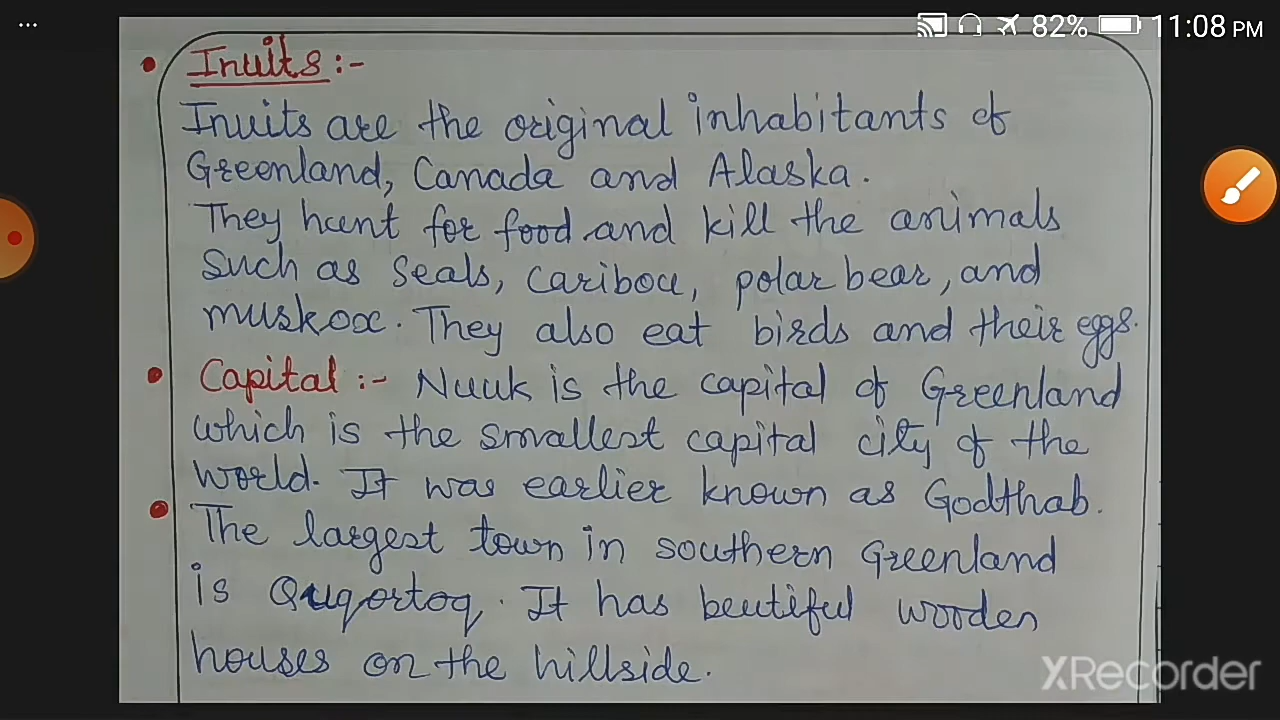 ... 82% 11:08 PM
• Inuits :-
Inuits are the original inhabitants of
Greenland, Canada and Alaska.
They hunt for food and kill the animals
such as seals, caribou, polar bear, and
muskox. They also eat birds and their eggs.
• Capital :- Nuuk is the capital of Greenland
which is the smallest capital city of the
world. It was earlier known as Godthab.
• The largest town in southern Greenland
is Quqortoq. It has beutiful wooden
houses on the hillside.
XRecorder